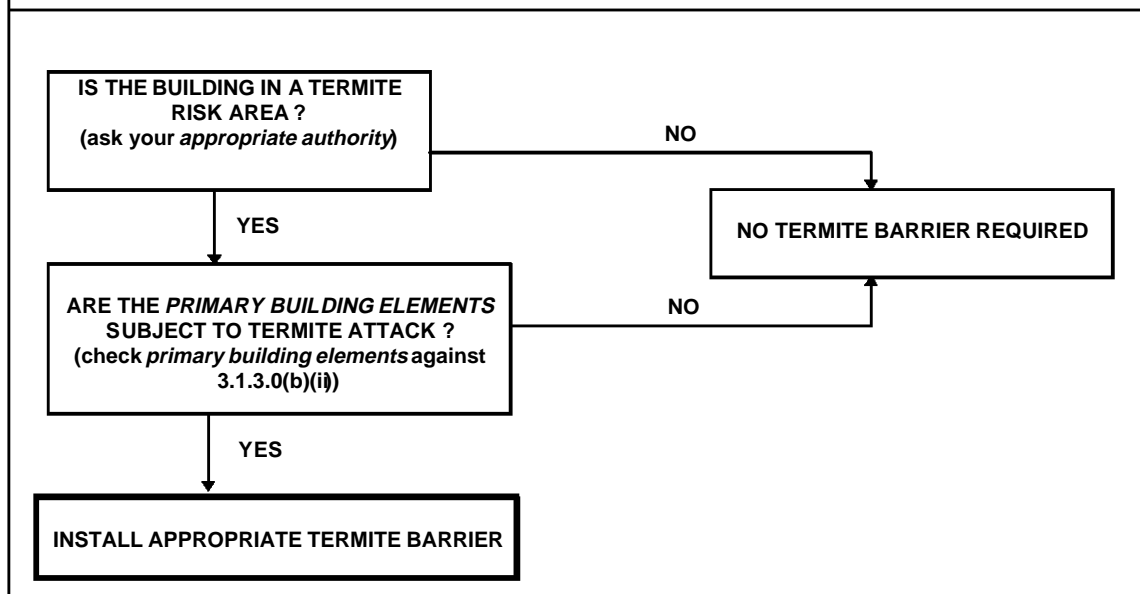 IS THE BUILDING IN A TERMITE
RISK AREA ?
(ask your appropriate authority)
NO
YES
NO TERMITE BARRIER REQUIRED
ARE THE PRIMARY BUILDING ELEMENTS
SUBJECT TO TERMITE ATTACK ?
(check primary building elements against
3.1.3.0(b)(ii))
NO
YES
INSTALL APPROPRIATE TERMITE BARRIER